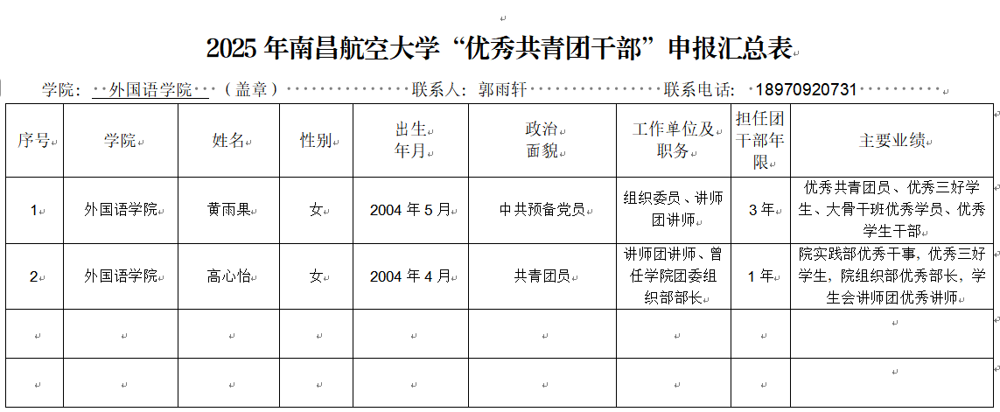 2025 年南昌航空大学“优秀共青团干部”申报汇总表
学院： 外国语学院 （盖章） 联系人：郭雨轩 联系电话： 18970920731
序号 学院 姓名 性别 出生年月 政治面貌 工作单位及职务 担任团干部年限 主要业绩
1 外国语学院 黄雨果 女 2004 年 5 月 中共预备党员 组织委员、讲师团讲师 3 年 优秀共青团员、优秀三好学生、大骨干班优秀学员、优秀学生干部
2 外国语学院 高心怡 女 2004 年 4 月 共青团员 讲师团讲师、曾任学院团委组织部部长 1 年 院实践部优秀干事，优秀三好学生，院组织部优秀部长，学生会讲师团优秀讲师